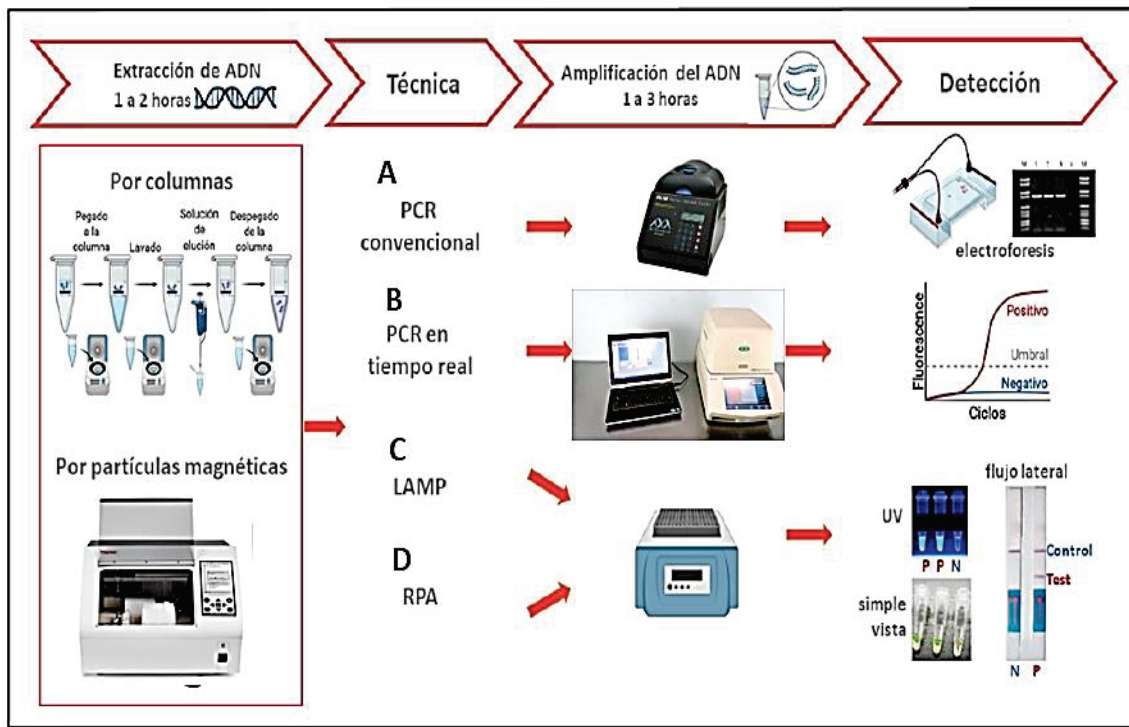 Extracción de ADN
1 a 2 horas
Técnica
Amplificación del ADN
1 a 3 horas
Detección
Por columnas
Pegado
a la
columna
Lavado
Solución
de
elución
Despegado
de la
columna
Por partículas magnéticas
A
PCR
convencional
B
PCR en
tiempo real
C
LAMP
D
RPA
electroforesis
Fluorescence
Positivo
Umbral
Negativo
Ciclos
flujo lateral
UV
P P N
Control
Test
simple
vista
N P